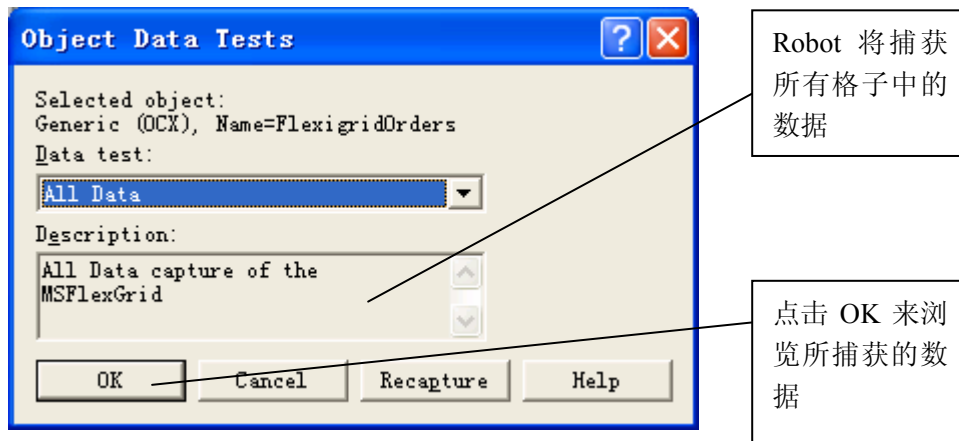 Object Data Tests
Selected object:
Generic (OCX), Name=FlexigridOrders
Data test:
All Data
Description:
All Data capture of the
MSFlexGrid
OK Cancel Recapture Help
Robot 将捕获
所有格子中的
数据
点击 OK 来浏
览所捕获的数
据